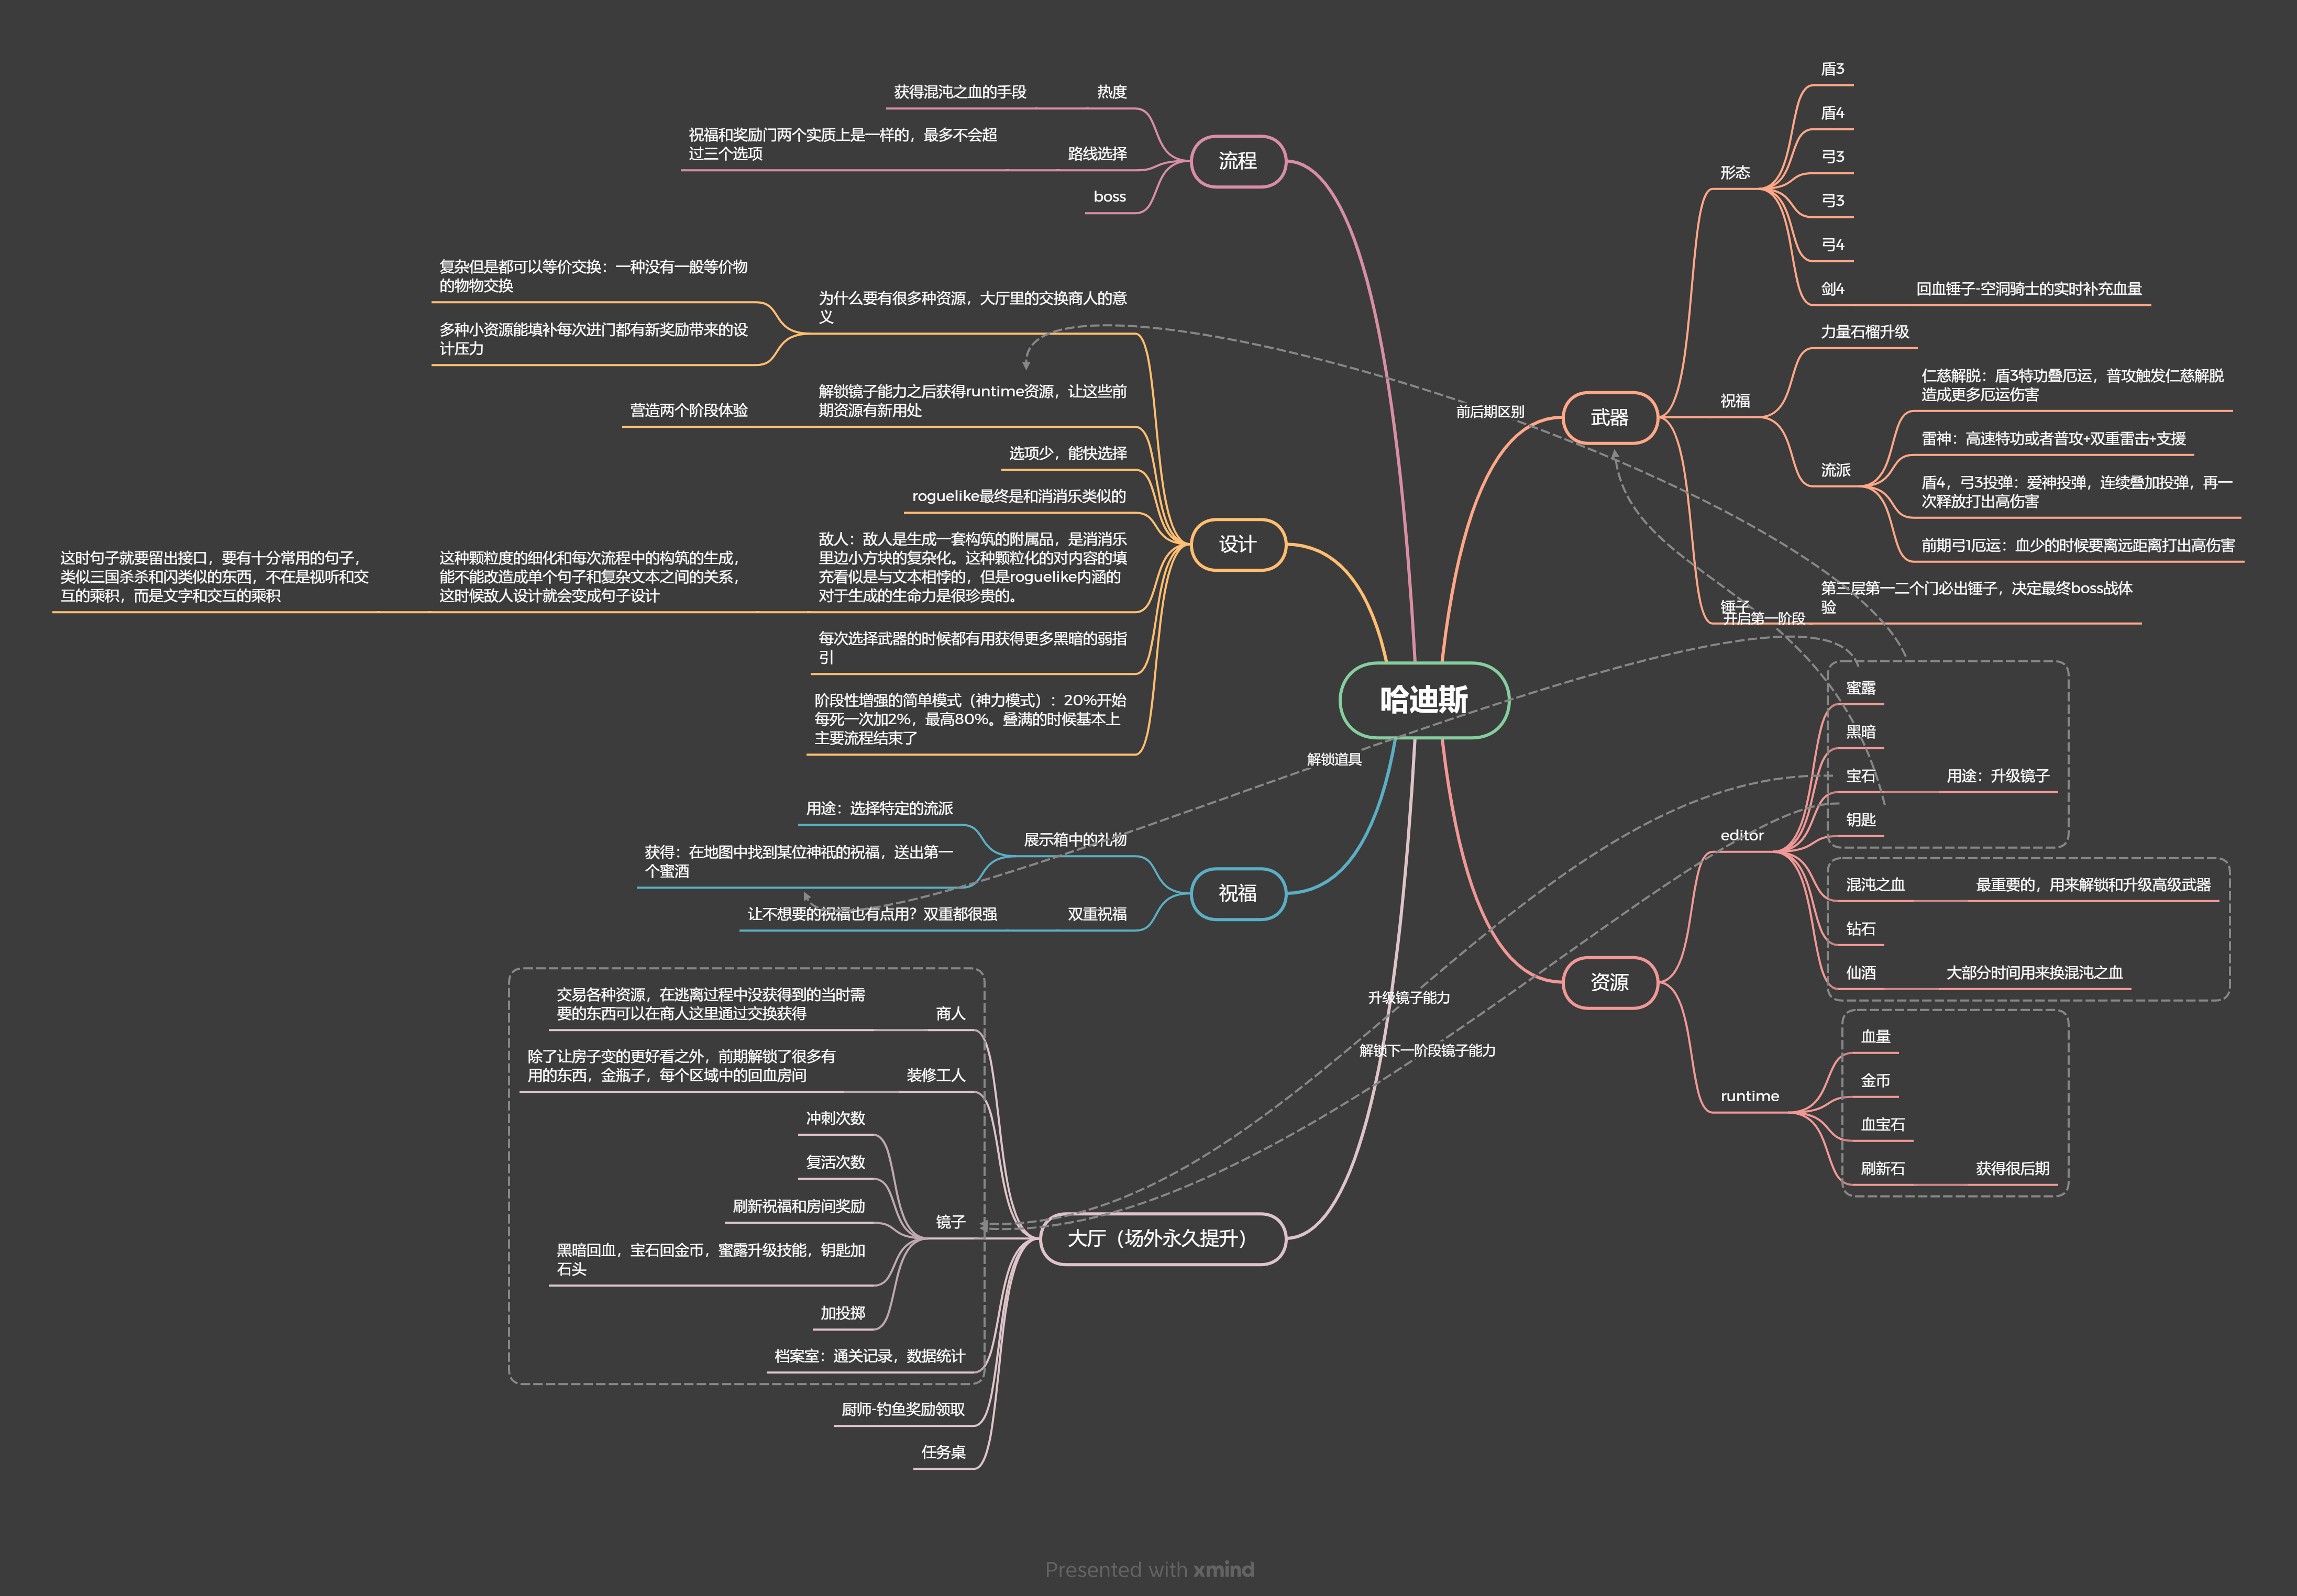 哈迪斯
流程
热度
获得混沌之血的手段
路线选择
祝福和奖励门两个实质上是一样的，最多不会超
过三个选项
boss
设计
为什么要有很多种资源，大厅里的交换商人的意
义
复杂但是都可以等价交换：一种没有一般等价物
的物物交换
多种小资源能填补每次进门都有新奖励带来的设
计压力
解锁镜子能力之后获得runtime资源，让这些前
期资源有新用处
营造两个阶段体验
选项少，能快选择
roguelike最终是和消消乐类似的
敌人：敌人是生成一套构筑的附属品，是消消乐
里边小方块的复杂化。这种颗粒化的对内容的填
充看似是与文本相悖的，但是roguelike内涵的
对于生成的生命力是很珍贵的。
这种颗粒度的细化和每次流程中的构筑的生成，
能不能改造成单个句子和复杂文本之间的关系，
这时候敌人设计就会变成句子设计
这时句子就要留出接口，要有十分常用的句子，
类似三国杀杀和闪类似的东西，不在是视听和交
互的乘积，而是文字和交互的乘积
每次选择武器的时候都有用获得更多黑暗的弱指
引
阶段性增强的简单模式（神力模式）：20%开始
每死一次加2%，最高80%。叠满的时候基本上
主要流程结束了
祝福
展示箱中的礼物
用途：选择特定的流派
获得：在地图中找到某位神祇的祝福，送出第一
个蜜酒
双重祝福
让不想要的祝福也有点用？双重都很强
大厅（场外永久提升）
商人
交易各种资源，在逃离过程中没获得到的当时需
要的东西可以在商人这里通过交换获得
装修工人
除了让房子变的更好看之外，前期解锁了很多有
用的东西，金瓶子，每个区域中的回血房间
镜子
冲刺次数
复活次数
刷新祝福和房间奖励
黑暗回血，宝石回金币，蜜露升级技能，钥匙加
石头
加投掷
档案室：通关记录，数据统计
厨师-钓鱼奖励领取
任务桌
武器
形态
盾3
盾4
弓3
弓3
弓4
剑4
回血锤子-空洞骑士的实时补充血量
祝福
力量石榴升级
流派
仁慈解脱：盾3特功叠厄运，普攻触发仁慈解脱
造成更多厄运伤害
雷神：高速特功或者普攻+双重雷击+支援
盾4，弓3投弹：爱神投弹，连续叠加投弹，再一
次释放打出高伤害
前期弓1厄运：血少的时候要离远距离打出高伤害
锤子
第三层第一二个门必出锤子，决定最终boss战体
验
资源
editor
蜜露
黑暗
宝石
用途：升级镜子
钥匙
混沌之血
最重要的，用来解锁和升级高级武器
钻石
仙酒
大部分时间用来换混沌之血
runtime
血量
金币
血宝石
刷新石
获得很后期
前后期区别
开启第一阶段
解锁道具
升级镜子能力
解锁下一阶段镜子能力
Presented with xmind